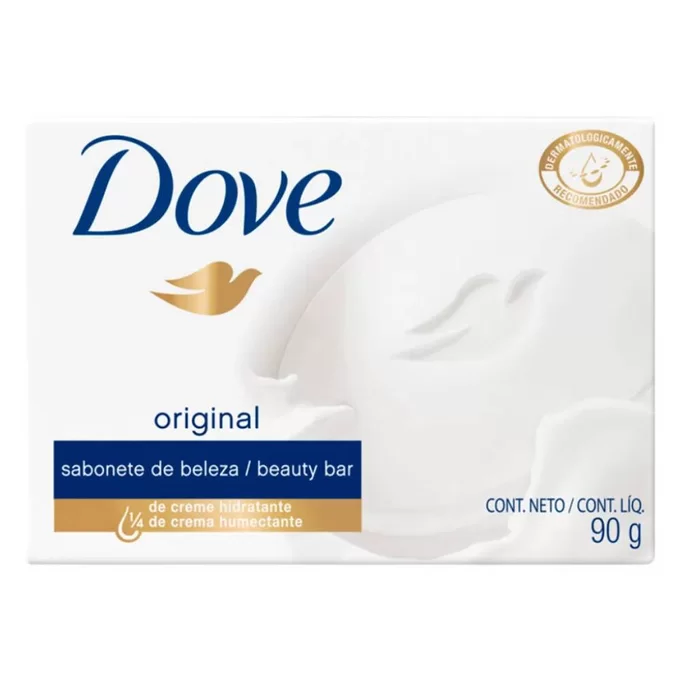 Dove
DERMATOLOGICAMENTE
RECOMENDADO
original
sabonete de beleza / beauty bar
1/4 de creme hidratante
de crema humectante
CONT. NETO / CONT. LÍQ.
90 g